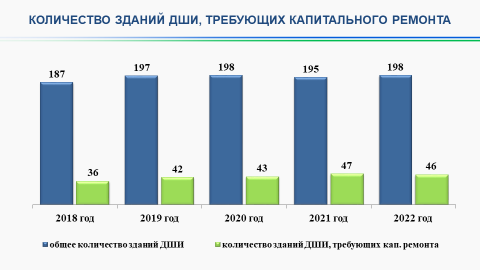 КОЛИЧЕСТВО ЗДАНИЙ ДШИ, ТРЕБУЮЩИХ КАПИТАЛЬНОГО РЕМОНТА
187 197 198 195 198
36 42 43 47 46
2018 год 2019 год 2020 год 2021 год 2022 год
общее количество зданий ДШИ количество зданий ДШИ, требующих кап. ремонта